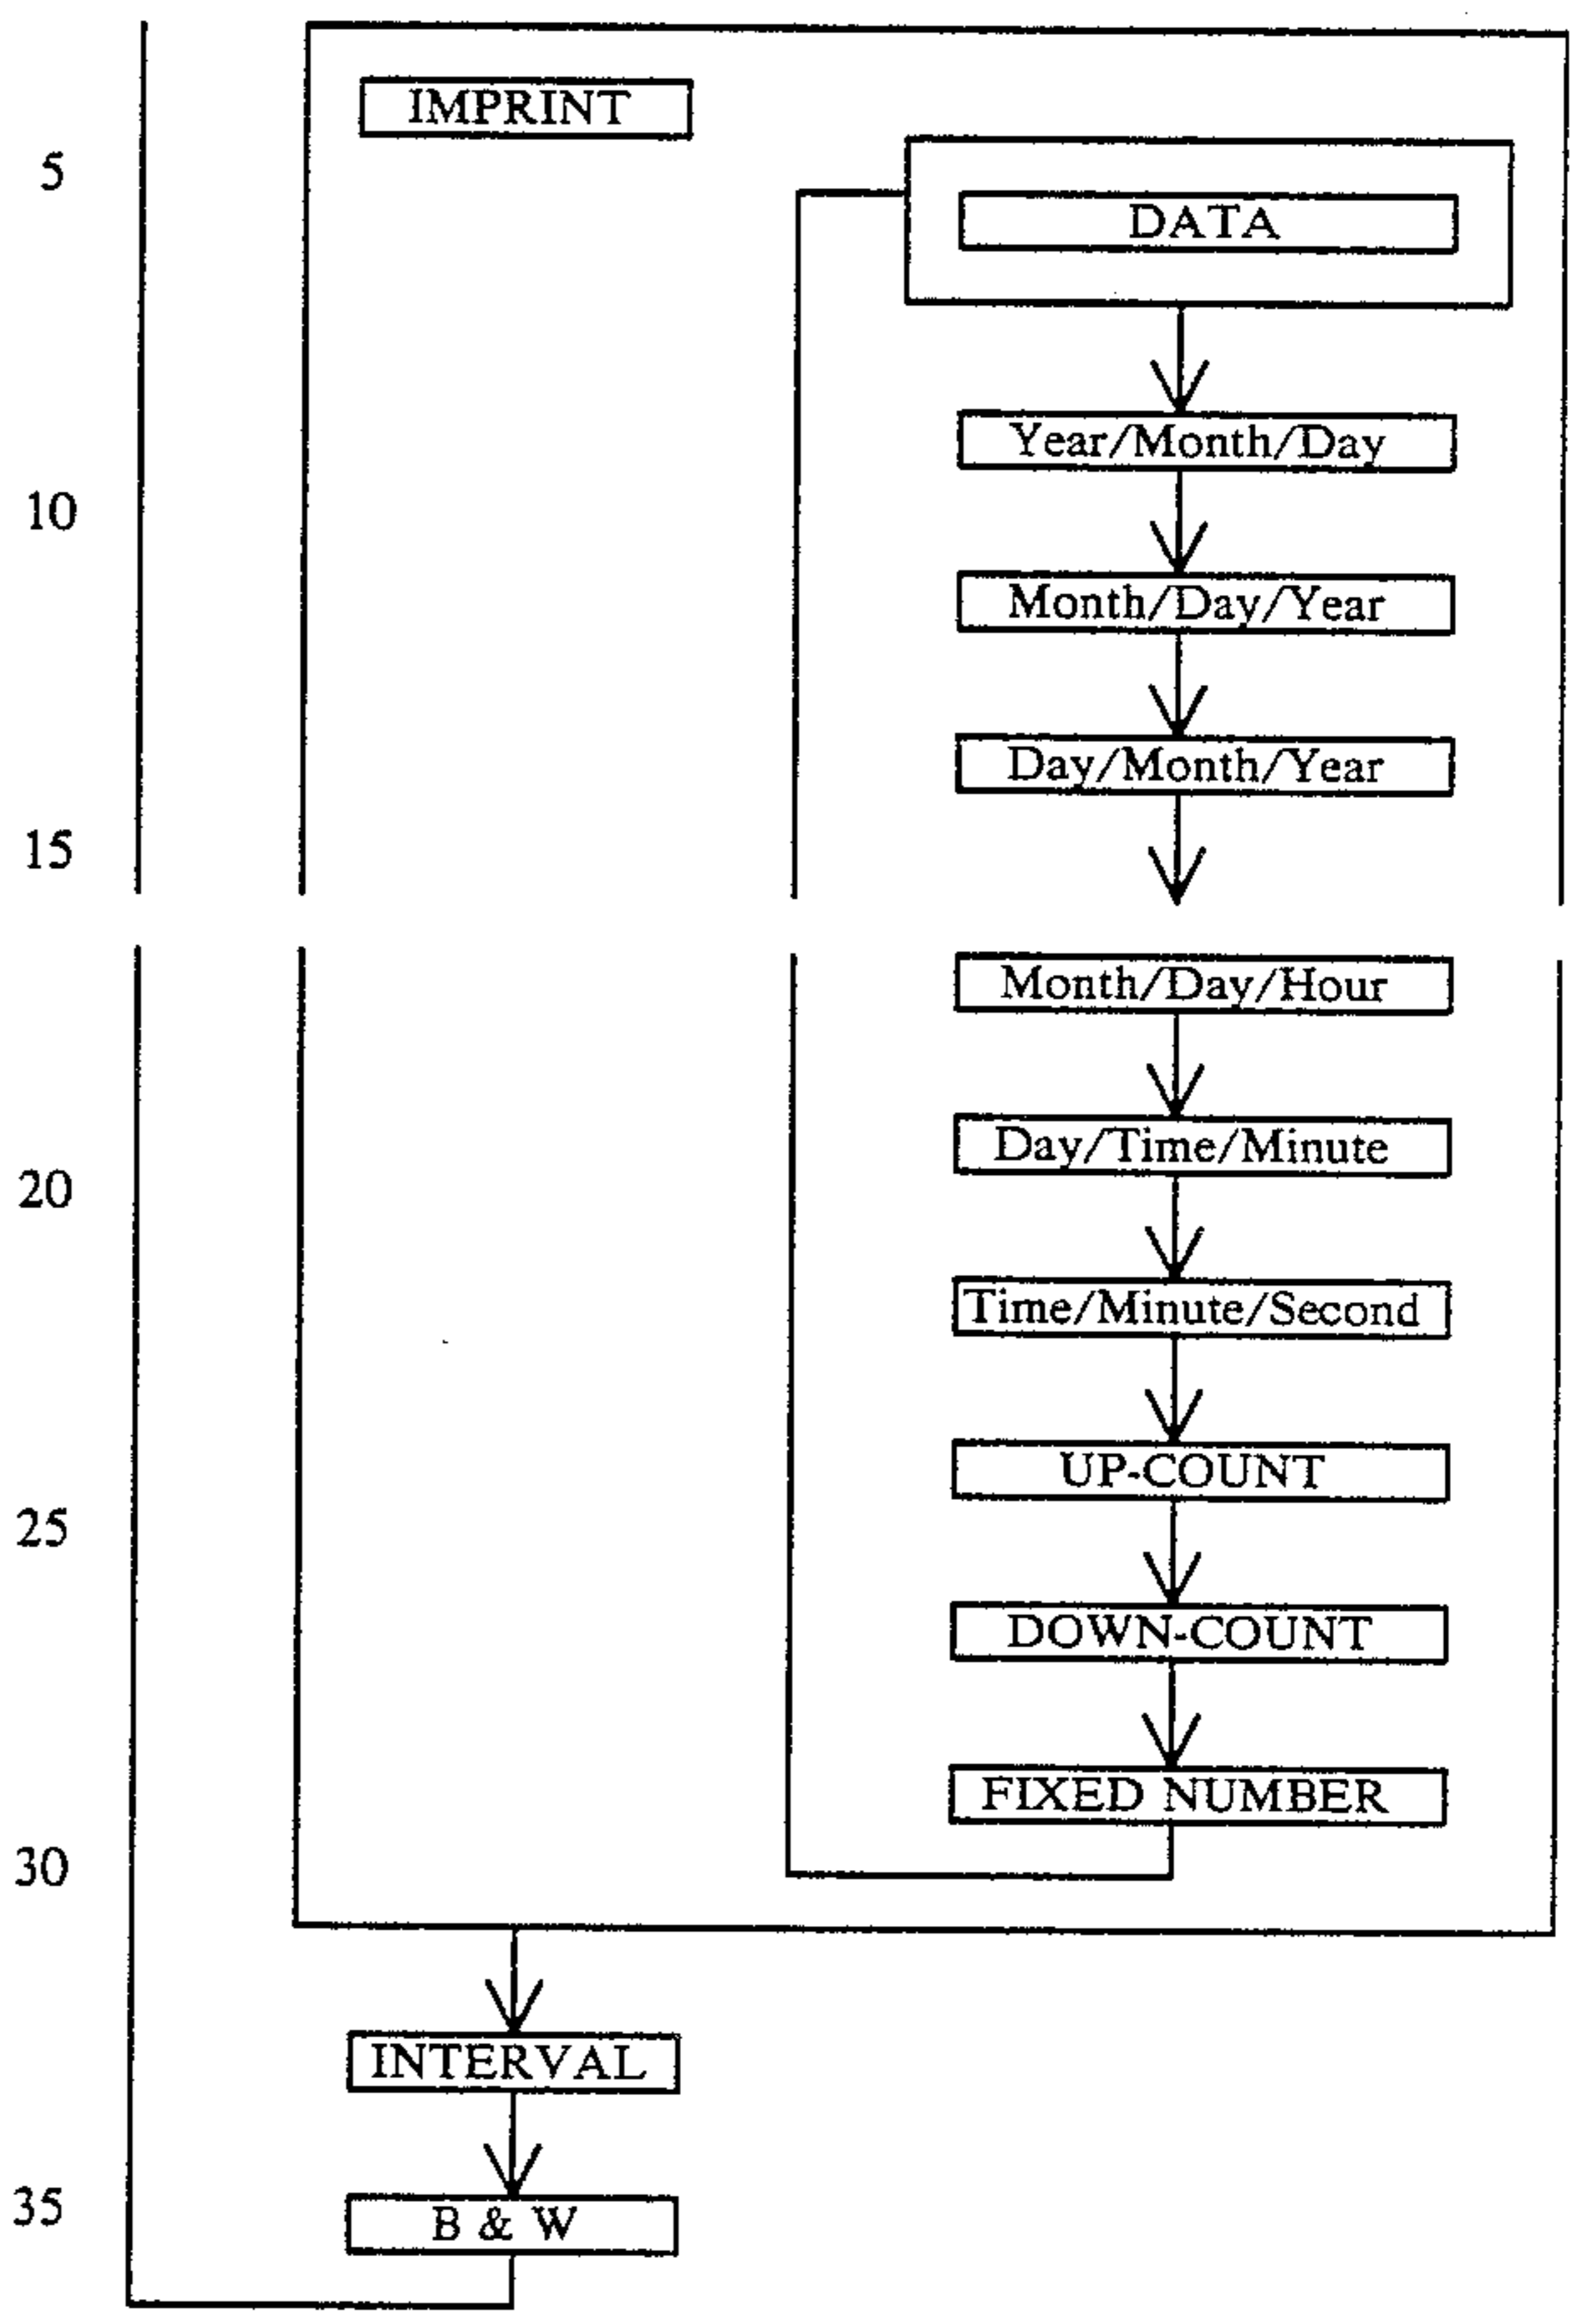 IMPRINT
5
DATA
Year/Month/Day
10
Month/Day/Year
Day/Month/Year
15
Month/Day/Hour
Day/Time/Minute
20
Time/Minute/Second
UP-COUNT
25
DOWN-COUNT
FIXED NUMBER
30
INTERVAL
35
B & W